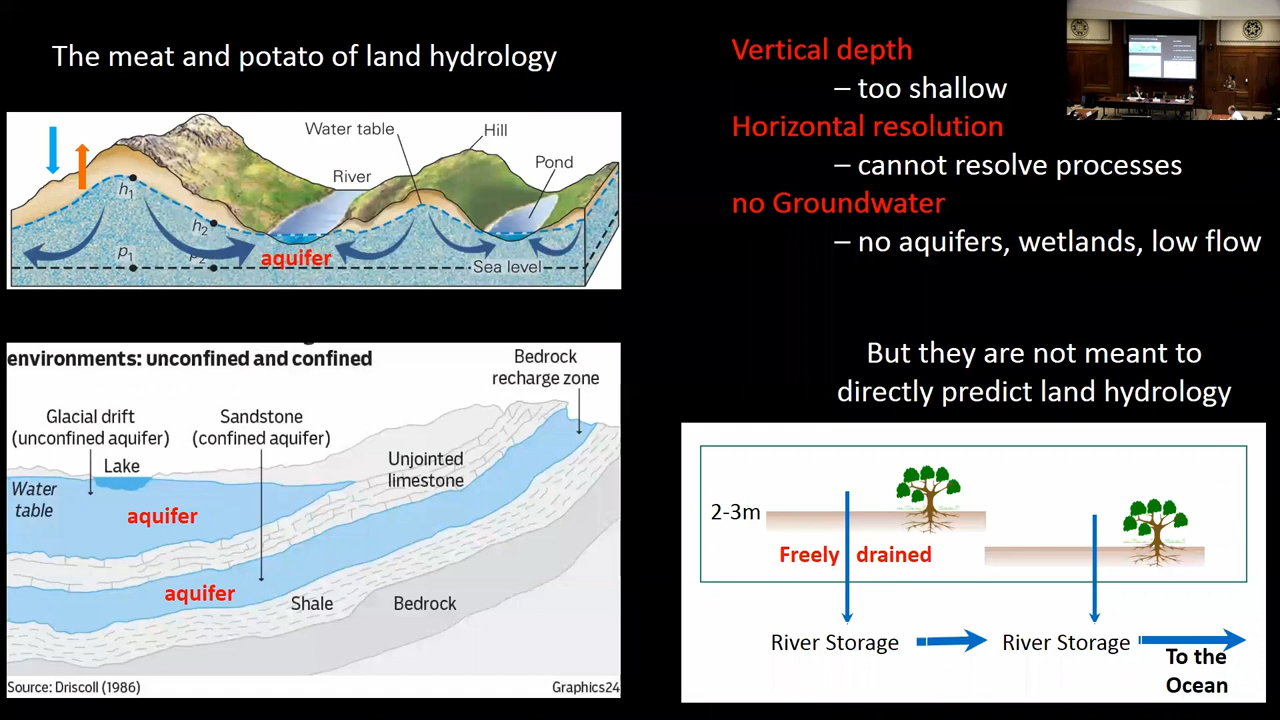 The meat and potato of land hydrology
Water table
Hill
Pond
River
h1
h2
p1
aquifer
Sea level
environments: unconfined and confined
Bedrock
recharge zone
Glacial drift
(unconfined aquifer)
Sandstone
(confined aquifer)
Lake
Unjointed
limestone
Water
table
aquifer
aquifer
Shale
Bedrock
Source: Driscoll (1986)
Graphics24
Vertical depth
– too shallow
Horizontal resolution
– cannot resolve processes
no Groundwater
– no aquifers, wetlands, low flow
But they are not meant to
directly predict land hydrology
2-3m
Freely drained
River Storage
River Storage
To the
Ocean